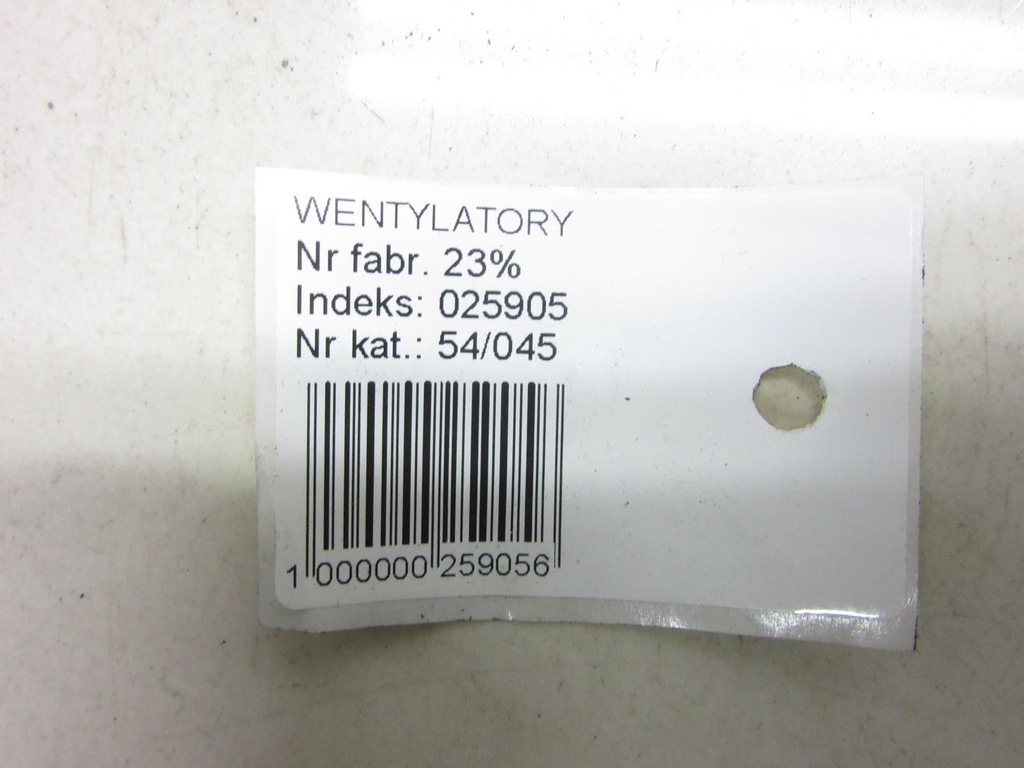 WENTYLATORY
Nr fabr. 23%
Indeks: 025905
Nr kat.: 54/045
1 000000 259056